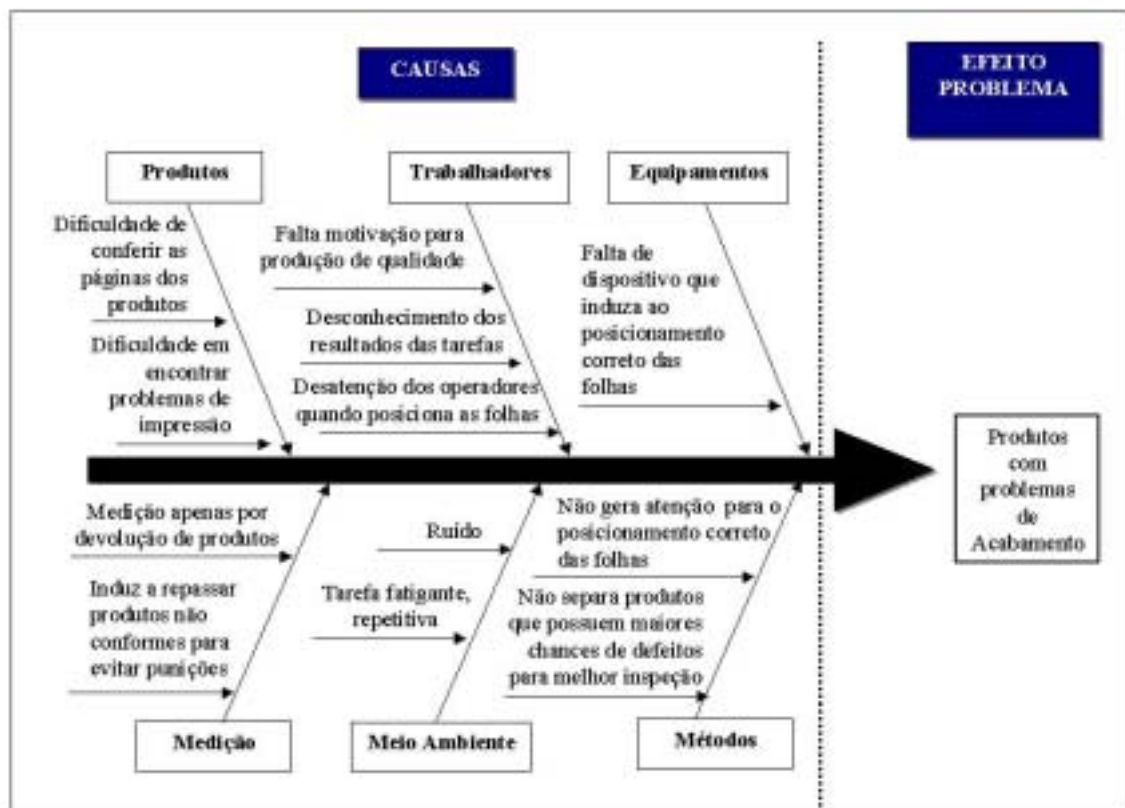 CAUSAS
EFEITO
PROBLEMA
Produtos
Trabalhadores
Equipamentos
Dificuldade de
conferir as
páginas dos
produtos
Dificuldade em
encontrar
problemas de
impressão
Falta motivação para
produção de qualidade
Desconhecimento dos
resultados das tarefas
Desatenção dos operadores
quando posiciona as folhas
Falta de
dispositivo que
induza ao
posicionamento
correto das
folhas
Produtos
com
problemas
de
Acabamento
Medição apenas por
devolução de produtos
Induz a repassar
produtos não
conformes para
evitar punições
Ruído
Tarefa fatigante,
repetitiva
Não gera atenção para o
posicionamento correto
das folhas
Não separa produtos
que possuem maiores
chances de defeitos
para melhor inspeção
Medição
Meio Ambiente
Métodos